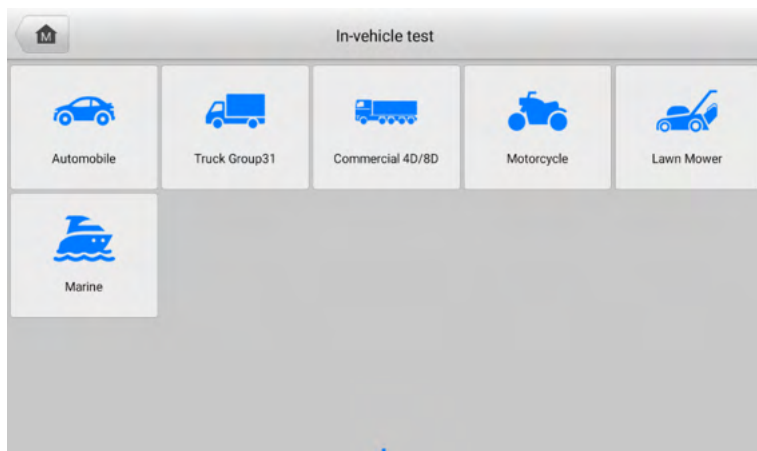 M
In-vehicle test
Automobile
Truck Group31
Commercial 4D/8D
Motorcycle
Lawn Mower
Marine